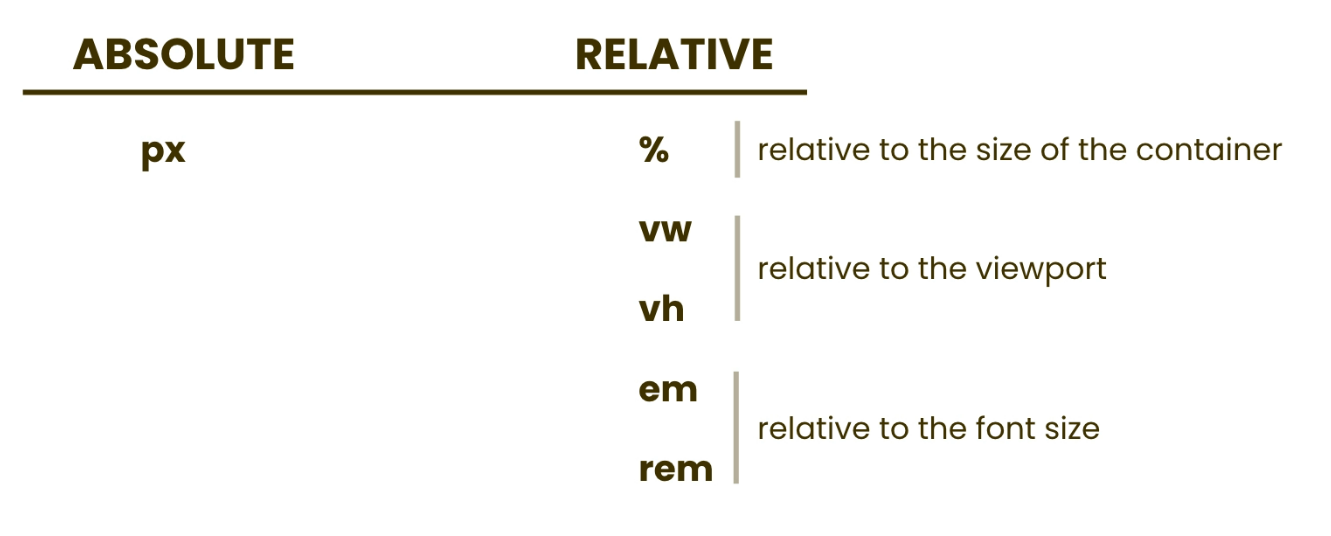 ABSOLUTE RELATIVE
px % relative to the size of the container
vw
relative to the viewport
vh
em
relative to the font size
rem